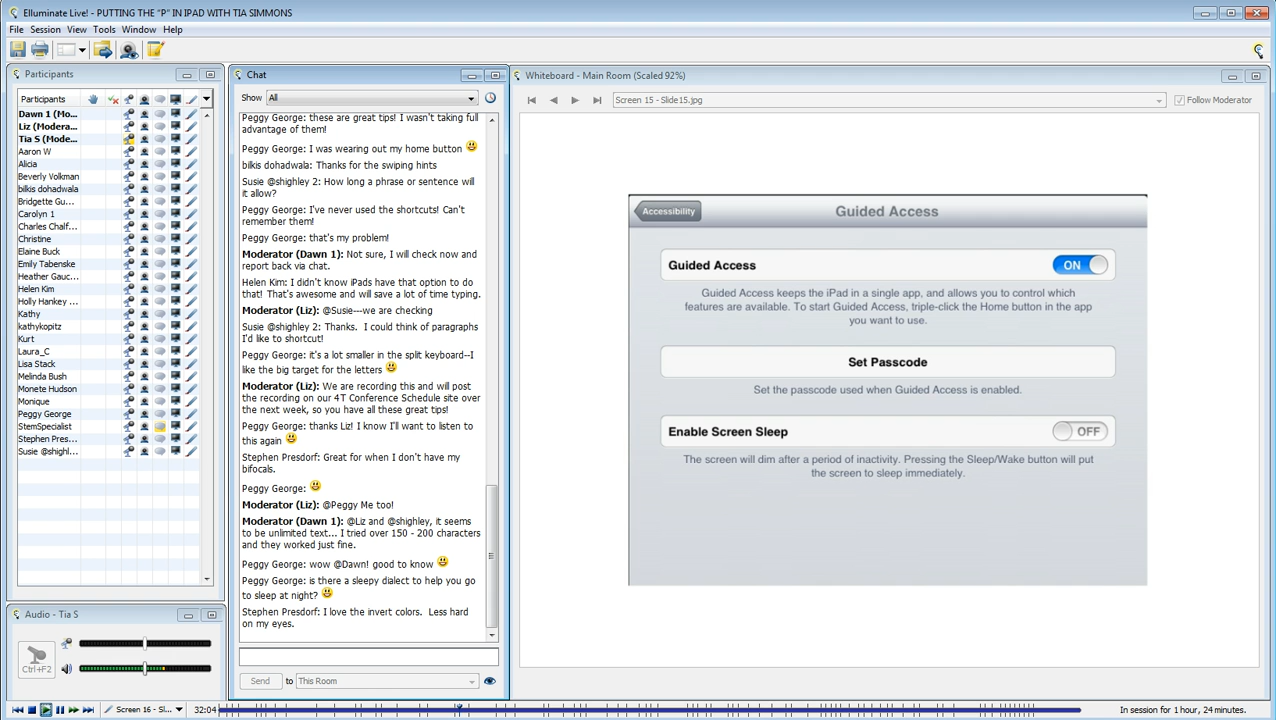 Elluminate Live! - PUTTING THE "P" IN IPAD WITH TIA SIMMONS
File Session View Tools Window Help
Participants
Participants
Dawn 1 (Mo...
Liz (Modera...
Tia S (Mode...
Aaron W
Alicia
Beverly Volkman
bilkis dohadwala
Bridgette Gu...
Carolyn 1
Charles Chalf...
Christine
Elaine Buck
Emily Tabenske
Heather Gauc...
Helen Kim
Holly Hankey ...
Kathy
kathykopitz
Kurt
Laura_C
Lisa Stack
Melinda Bush
Monete Hudson
Monique
Peggy George
StemSpecialist
Stephen Pres...
Susie @shighl...
Audio - Tia S
Ctrl+F2
Chat
Show All
Peggy George: these are great tips! I wasn't taking full
advantage of them!
Peggy George: I was wearing out my home button
bilkis dohadwala: Thanks for the swiping hints
Susie @shighley 2: How long a phrase or sentence will
it allow?
Peggy George: I've never used the shortcuts! Can't
remember them!
Peggy George: that's my problem!
Moderator (Dawn 1): Not sure, I will check now and
report back via chat.
Helen Kim: I didn't know iPads have that option to do
that! That's awesome and will save a lot of time typing.
Moderator (Liz): @Susie---we are checking
Susie @shighley 2: Thanks. I could think of paragraphs
I'd like to shortcut!
Peggy George: it's a lot smaller in the split keyboard--I
like the big target for the letters
Moderator (Liz): We are recording this and will post
the recording on our 4T Conference Schedule site over
the next week, so you have all these great tips!
Peggy George: thanks Liz! I know I'll want to listen to
this again
Stephen Presdorf: Great for when I don't have my
bifocals.
Peggy George:
Moderator (Liz): @Peggy Me too!
Moderator (Dawn 1): @Liz and @shighley, it seems
to be unlimited text... I tried over 150 - 200 characters
and they worked just fine.
Peggy George: wow @Dawn! good to know
Peggy George: is there a sleepy dialect to help you go
to sleep at night?
Stephen Presdorf: I love the invert colors. Less hard
on my eyes.
Send to This Room
Whiteboard - Main Room (Scaled 92%)
Screen 15 - Slide15.jpg
Follow Moderator
Accessibility
Guided Access
Guided Access ON
Guided Access keeps the iPad in a single app, and allows you to control which
features are available. To start Guided Access, triple-click the Home button in the app
you want to use.
Set Passcode
Set the passcode used when Guided Access is enabled.
Enable Screen Sleep OFF
The screen will dim after a period of inactivity. Pressing the Sleep/Wake button will put
the screen to sleep immediately.
Screen 16 - Sl...
32:04
In session for 1 hour, 24 minutes.